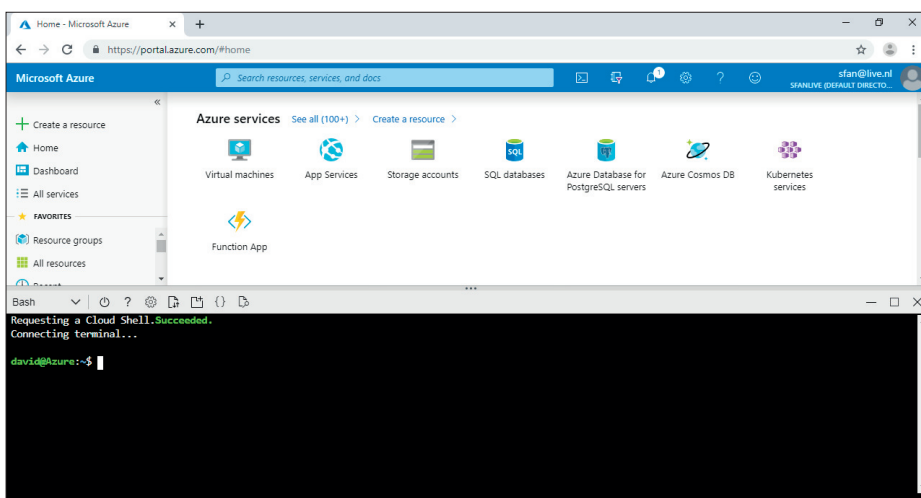 Home - Microsoft Azure
https://portal.azure.com/#home
Microsoft Azure
Search resources, services, and docs
1
sfan@live.nl
SFANLIVE (DEFAULT DIRECTO...
Create a resource
Home
Dashboard
All services
FAVORITES
Resource groups
All resources
Recent
Azure services See all (100+) > Create a resource >
Virtual machines
App Services
Storage accounts
SQL
SQL databases
Azure Database for
PostgreSQL servers
Azure Cosmos DB
Kubernetes
services
Function App
Bash
Requesting a Cloud Shell.Succeeded.
Connecting terminal...
david@Azure:~$